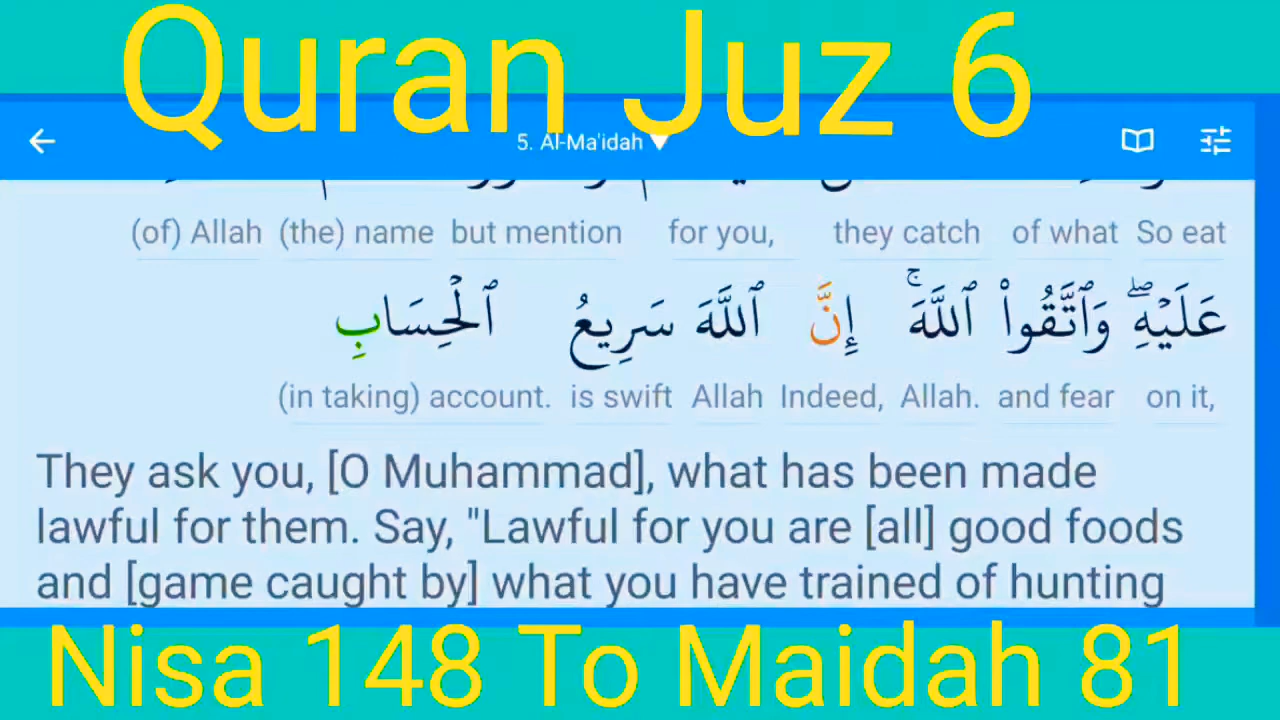 Quran Juz 6
5. Al-Ma'idah
(of) Allah (the) name but mention for you, they catch of what So eat
عَلَيْهِ ۖ وَاتَّقُوا۟ ٱللَّهَ ۚ إِنَّ ٱللَّهَ سَرِيعُ ٱلْحِسَابِ
(in taking) account. is swift Allah Indeed, Allah. and fear on it,
They ask you, [O Muhammad], what has been made
lawful for them. Say, "Lawful for you are [all] good foods
and [game caught by] what you have trained of hunting
Nisa 148 To Maidah 81